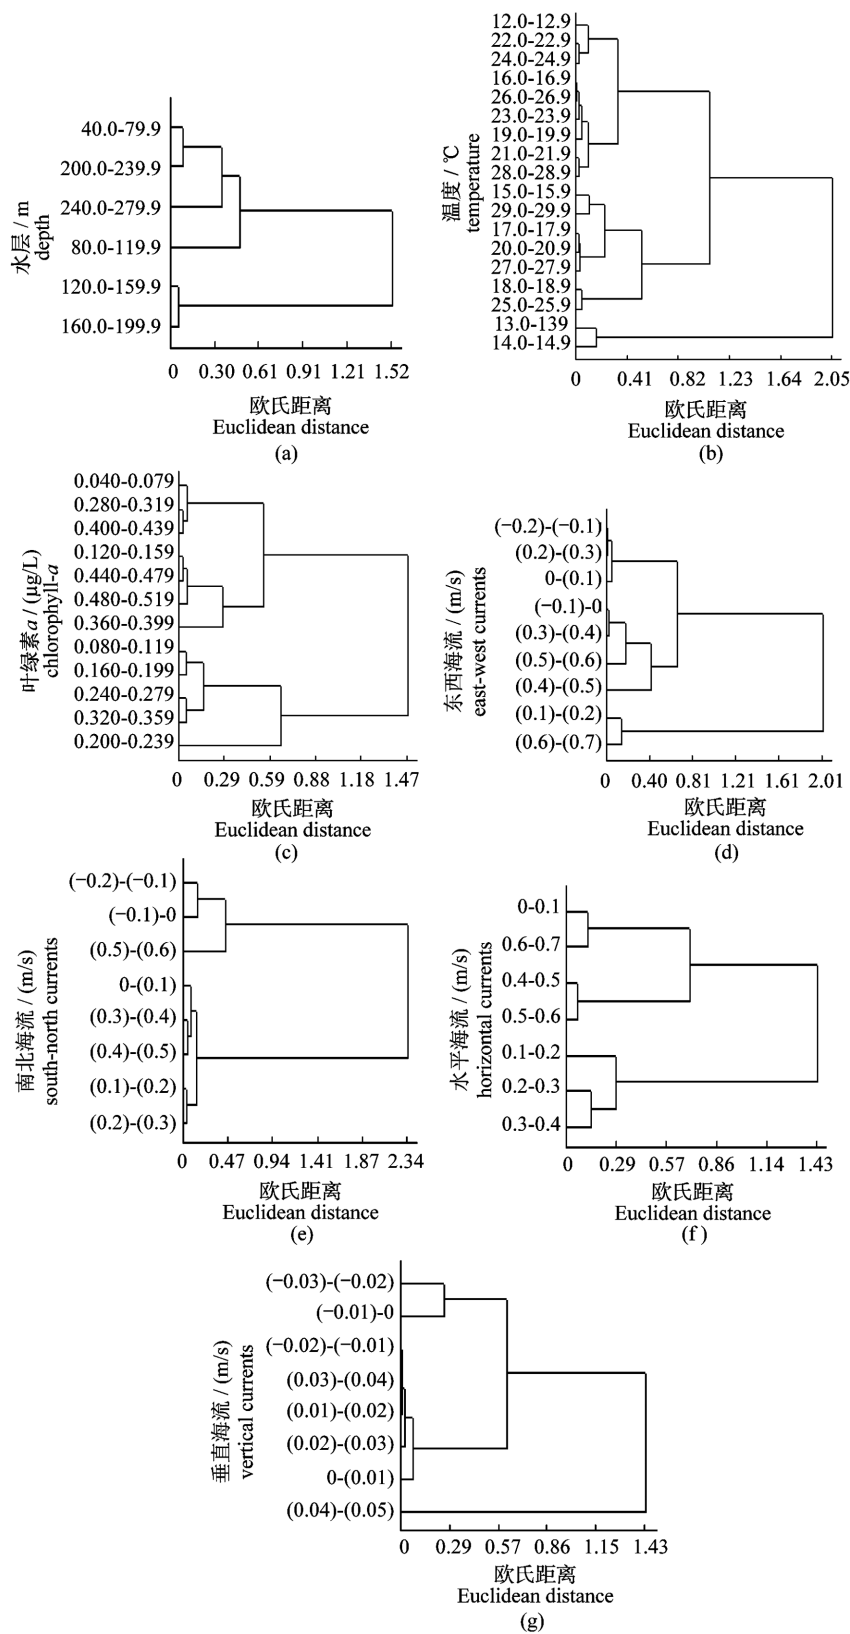 40.0-79.9
200.0-239.9
240.0-279.9
80.0-119.9
120.0-159.9
160.0-199.9
水层 / m
depth
0 0.30 0.61 0.91 1.21 1.52
欧氏距离
Euclidean distance
(a)
12.0-12.9
22.0-22.9
24.0-24.9
16.0-16.9
26.0-26.9
23.0-23.9
19.0-19.9
21.0-21.9
28.0-28.9
15.0-15.9
29.0-29.9
17.0-17.9
20.0-20.9
27.0-27.9
18.0-18.9
25.0-25.9
13.0-139
14.0-14.9
温度 / ℃
temperature
0 0.41 0.82 1.23 1.64 2.05
欧氏距离
Euclidean distance
(b)
0.040-0.079
0.280-0.319
0.400-0.439
0.120-0.159
0.440-0.479
0.480-0.519
0.360-0.399
0.080-0.119
0.160-0.199
0.240-0.279
0.320-0.359
0.200-0.239
叶绿素a / (μg/L)
chlorophyll-a
0 0.29 0.59 0.88 1.18 1.47
欧氏距离
Euclidean distance
(c)
(−0.2)-(−0.1)
(0.2)-(0.3)
0-(0.1)
(−0.1)-0
(0.3)-(0.4)
(0.5)-(0.6)
(0.4)-(0.5)
(0.1)-(0.2)
(0.6)-(0.7)
东西海流 / (m/s)
east-west currents
0 0.40 0.81 1.21 1.61 2.01
欧氏距离
Euclidean distance
(d)
(−0.2)-(−0.1)
(−0.1)-0
(0.5)-(0.6)
0-(0.1)
(0.3)-(0.4)
(0.4)-(0.5)
(0.1)-(0.2)
(0.2)-(0.3)
南北海流 / (m/s)
south-north currents
0 0.47 0.94 1.41 1.87 2.34
欧氏距离
Euclidean distance
(e)
0-0.1
0.6-0.7
0.4-0.5
0.5-0.6
0.1-0.2
0.2-0.3
0.3-0.4
水平海流 / (m/s)
horizontal currents
0 0.29 0.57 0.86 1.14 1.43
欧氏距离
Euclidean distance
(f)
(−0.03)-(−0.02)
(−0.01)-0
(−0.02)-(−0.01)
(0.03)-(0.04)
(0.01)-(0.02)
(0.02)-(0.03)
0-(0.01)
(0.04)-(0.05)
垂直海流 / (m/s)
vertical currents
0 0.29 0.57 0.86 1.15 1.43
欧氏距离
Euclidean distance
(g)